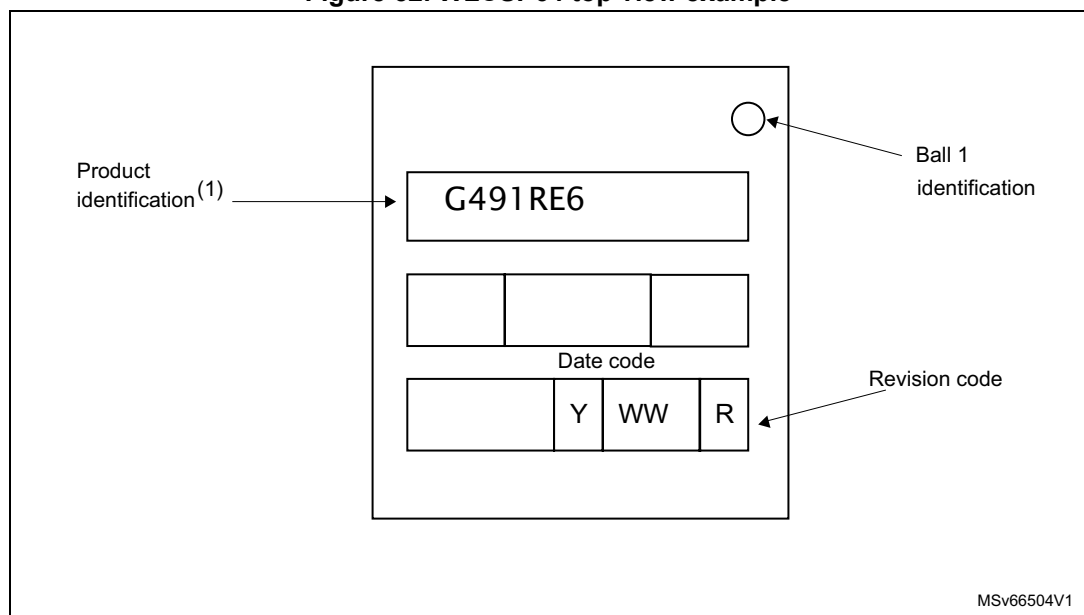 Ball 1
identification
Product
identification(1)
G491RE6
Date code
Y WW R
Revision code
MSv66504V1